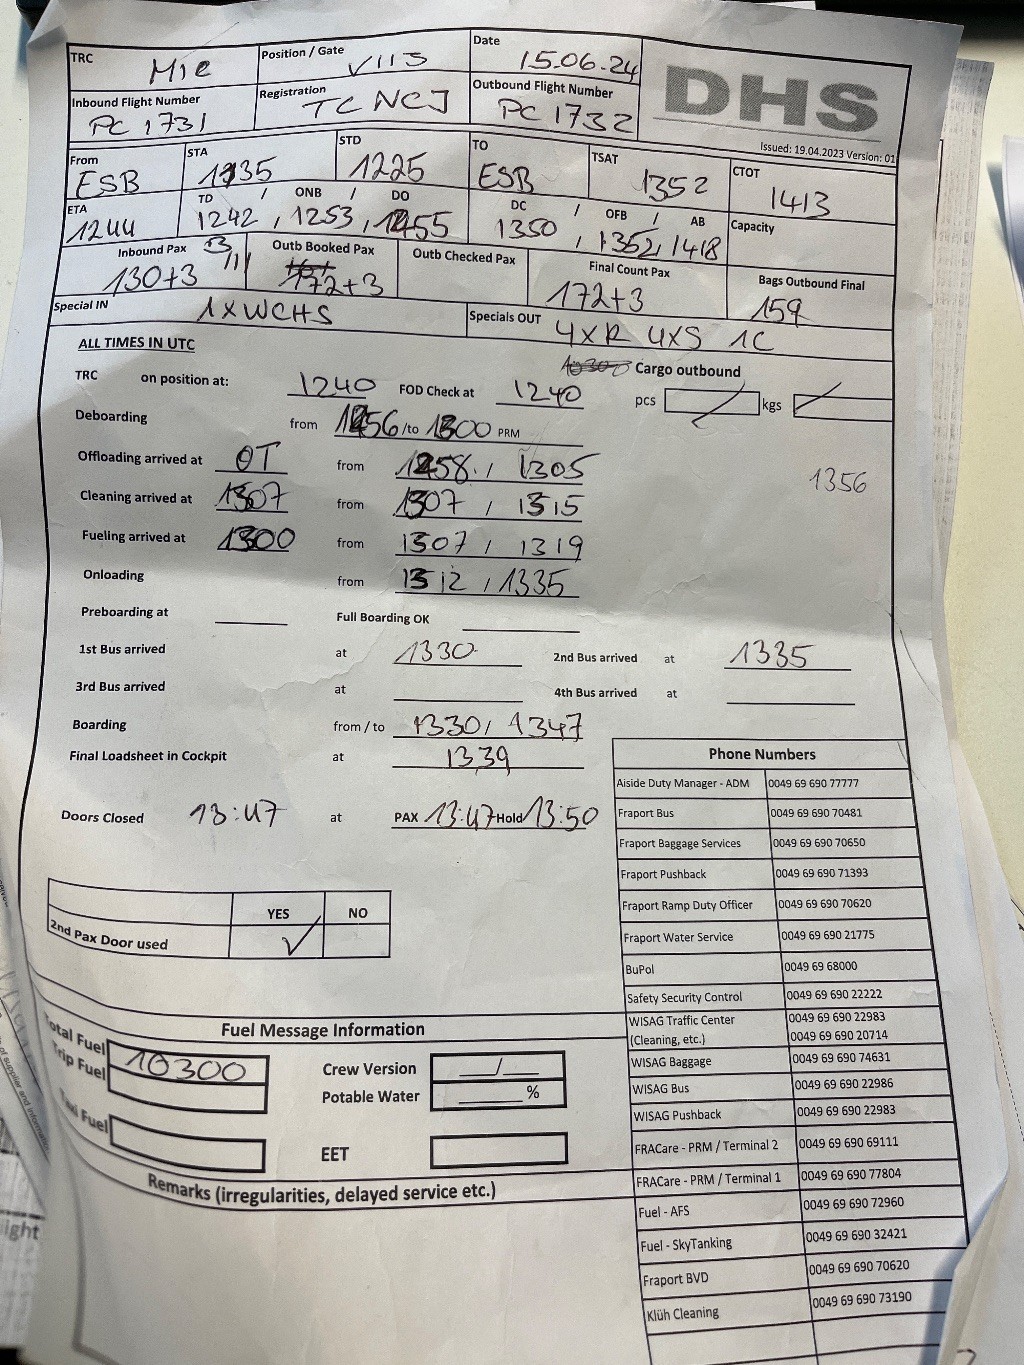 TRC Mie Position / Gate V113 Date 15.06.24 DHS
Inbound Flight Number PC 1731 Registration TC NCJ Outbound Flight Number PC 1732
Issued: 19.04.2023 Version: 01
From ESB STA 1135 STD 1225 TO ESB TSAT 1352 CTOT 1413
ETA 1244 TD / ONB / DO 1242 , 1253 , 1255 DC / OFB / AB 1350 , 1352, 1418 Capacity
Inbound Pax 130+3 Outb Booked Pax 172+3 Outb Checked Pax Final Count Pax 172+3 Bags Outbound Final 159
Special IN 1XWCHS Specials OUT 4XR 4XS 1C
ALL TIMES IN UTC
Cargo outbound
TRC on position at: 1240 FOD Check at 1240 pcs kgs
Deboarding from 1256 /to 1300 PRM
Offloading arrived at OT from 1258 , 1305 1356
Cleaning arrived at 1307 from 1307 , 1315
Fueling arrived at 1300 from 1307 , 1319
Onloading from 1312 , 1335
Preboarding at Full Boarding OK
1st Bus arrived at 1330 2nd Bus arrived at 1335
3rd Bus arrived at 4th Bus arrived at
Boarding from / to 1330 , 1347
Final Loadsheet in Cockpit at 1339
Doors Closed 13:47 at PAX 13:47 Hold 13:50
YES NO
2nd Pax Door used ✓
Fuel Message Information
Total Fuel 10300
Trip Fuel
Crew Version /
Potable Water %
Taxi Fuel
EET
Remarks (irregularities, delayed service etc.)
Phone Numbers
Aiside Duty Manager - ADM 0049 69 690 77777
Fraport Bus 0049 69 690 70481
Fraport Baggage Services 0049 69 690 70650
Fraport Pushback 0049 69 690 71393
Fraport Ramp Duty Officer 0049 69 690 70620
Fraport Water Service 0049 69 690 21775
BuPol 0049 69 68000
Safety Security Control 0049 69 690 22222
WISAG Traffic Center 0049 69 690 22983
(Cleaning, etc.) 0049 69 690 20714
WISAG Baggage 0049 69 690 74631
WISAG Bus 0049 69 690 22986
WISAG Pushback 0049 69 690 22983
FRACare - PRM / Terminal 2 0049 69 690 69111
FRACare - PRM / Terminal 1 0049 69 690 77804
Fuel - AFS 0049 69 690 72960
Fuel - SkyTanking 0049 69 690 32421
Fraport BVD 0049 69 690 70620
Klüh Cleaning 0049 69 690 73190